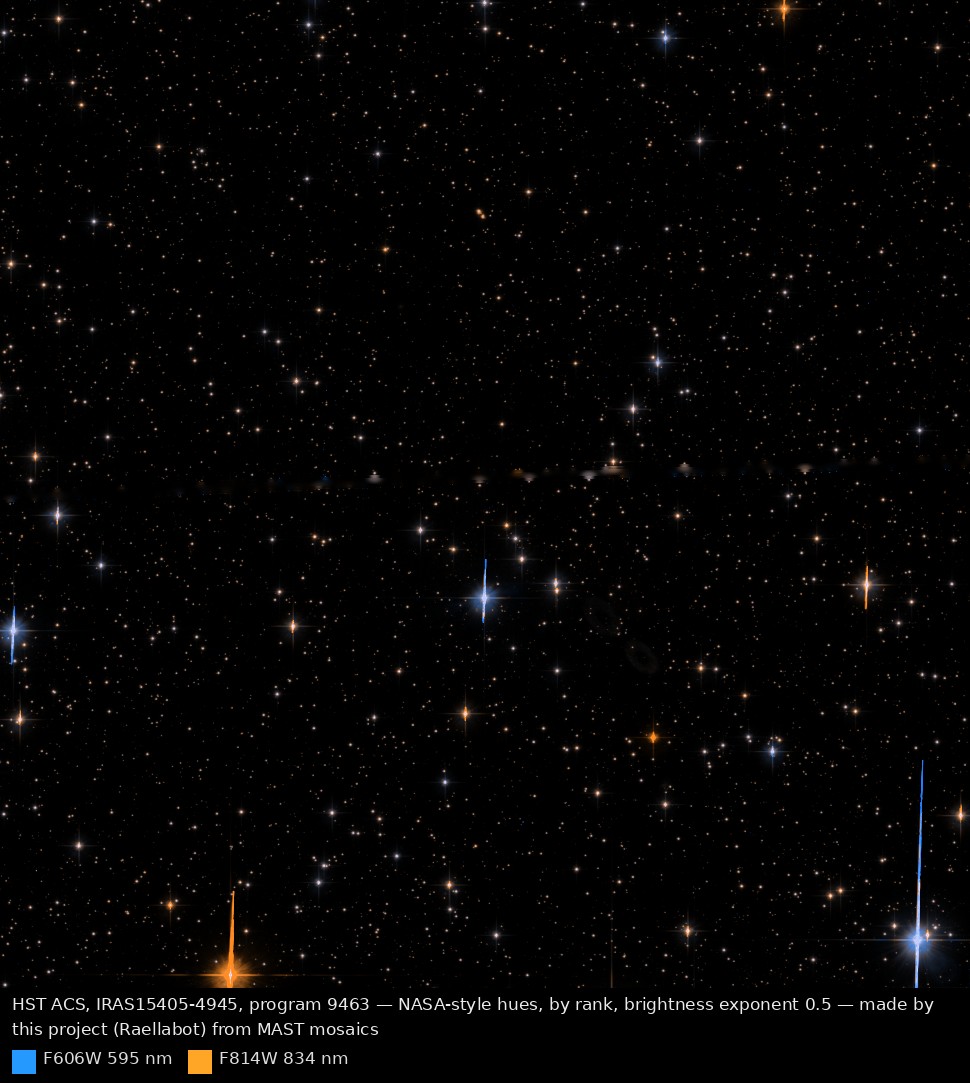 HST ACS, IRAS15405-4945, program 9463 — NASA-style hues, by rank, brightness exponent 0.5 — made by
this project (Raellabot) from MAST mosaics
F606W 595 nm F814W 834 nm